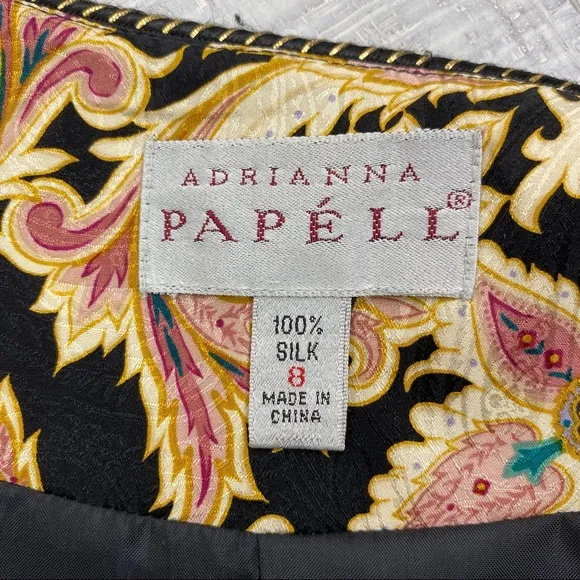 ADRIANNA
PAPÉLL®
100%
SILK
8
MADE IN
CHINA